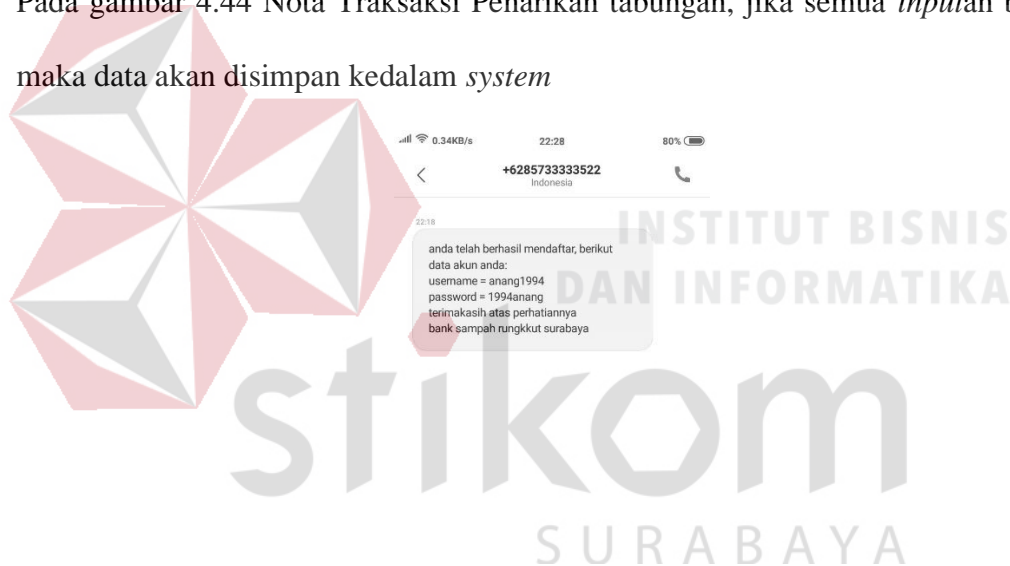 Pada gambar 4.44 Nota Traksaksi Penarikan tabungan, jika semua inputan
maka data akan disimpan kedalam system
0.34KB/s 22:28 80%
+6285733333522
Indonesia
22:18
anda telah berhasil mendaftar, berikut
data akun anda:
username = anang1994
password = 1994anang
terimakasih atas perhatiannya
bank sampah rungkkut surabaya
INSTITUT BISNIS
DAN INFORMATIKA
stikom
SURABAYA